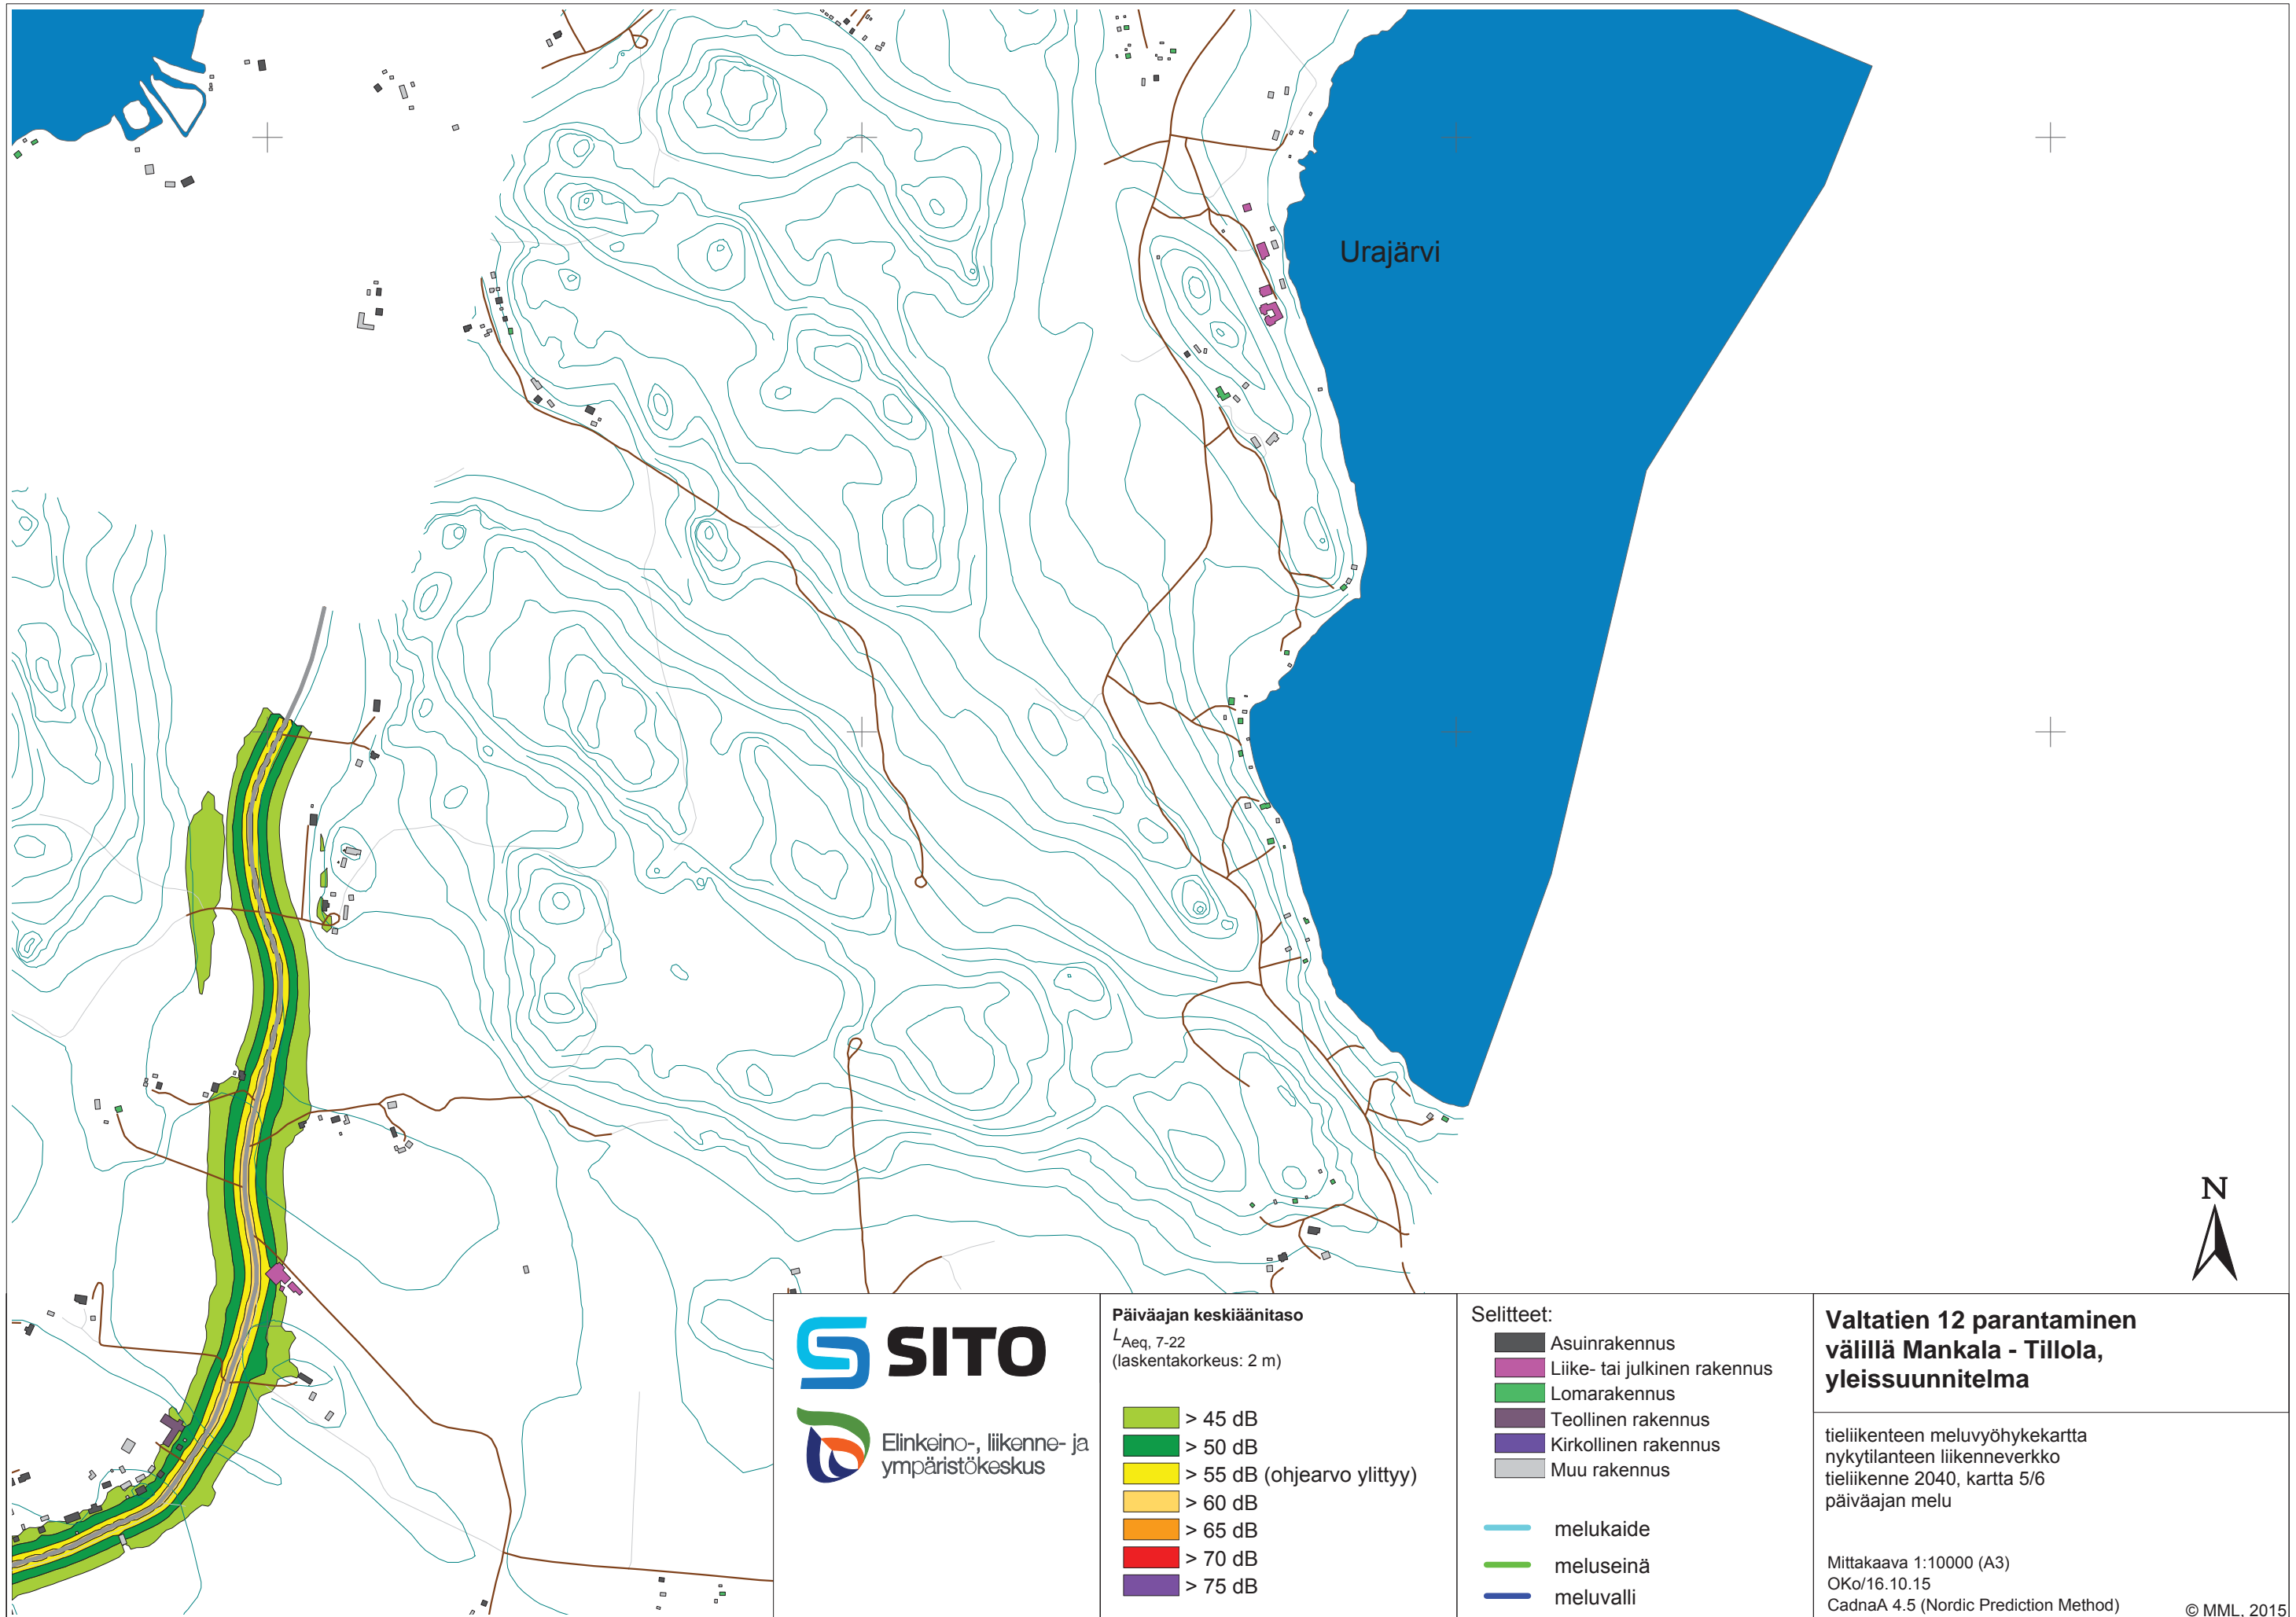 Urajärvi
N
SITO
Elinkeino-, liikenne- ja
ympäristökeskus
Päiväajan keskiäänitaso
LAeq, 7-22
(laskentakorkeus: 2 m)
> 45 dB
> 50 dB
> 55 dB (ohjearvo ylittyy)
> 60 dB
> 65 dB
> 70 dB
> 75 dB
Selitteet:
Asuinrakennus
Liike- tai julkinen rakennus
Lomarakennus
Teollinen rakennus
Kirkollinen rakennus
Muu rakennus
melukaide
meluseinä
meluvalli
Valtatien 12 parantaminen
välillä Mankala - Tillola,
yleissuunnitelma
tieliikenteen meluvyöhykekartta
nykytilanteen liikenneverkko
tieliikenne 2040, kartta 5/6
päiväajan melu
Mittakaava 1:10000 (A3)
OKo/16.10.15
CadnaA 4.5 (Nordic Prediction Method)
© MML, 2015